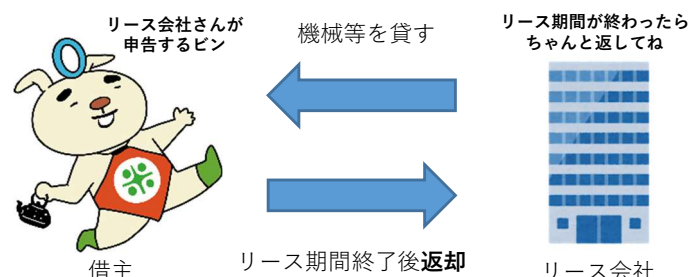 リース会社さんが
申告するビン
機械等を貸す
リース期間が終わったら
ちゃんと返してね
リース期間終了後返却
借主
リース会社